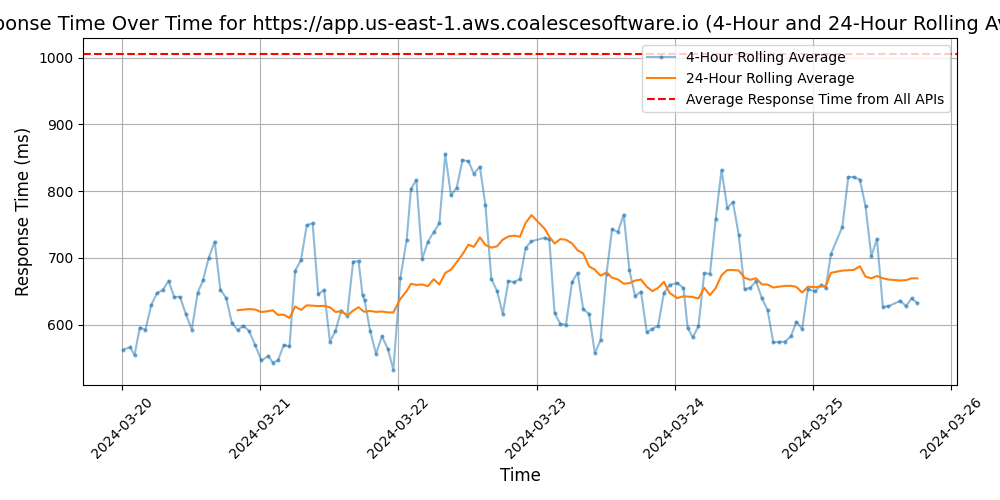 ponse Time Over Time for https://app.us-east-1.aws.coalescesoftware.io (4-Hour and 24-Hour Rolling Av
4-Hour Rolling Average
24-Hour Rolling Average
Average Response Time from All APIs
Response Time (ms)
1000
900
800
700
600
2024-03-20
2024-03-21
2024-03-22
2024-03-23
2024-03-24
2024-03-25
2024-03-26
Time